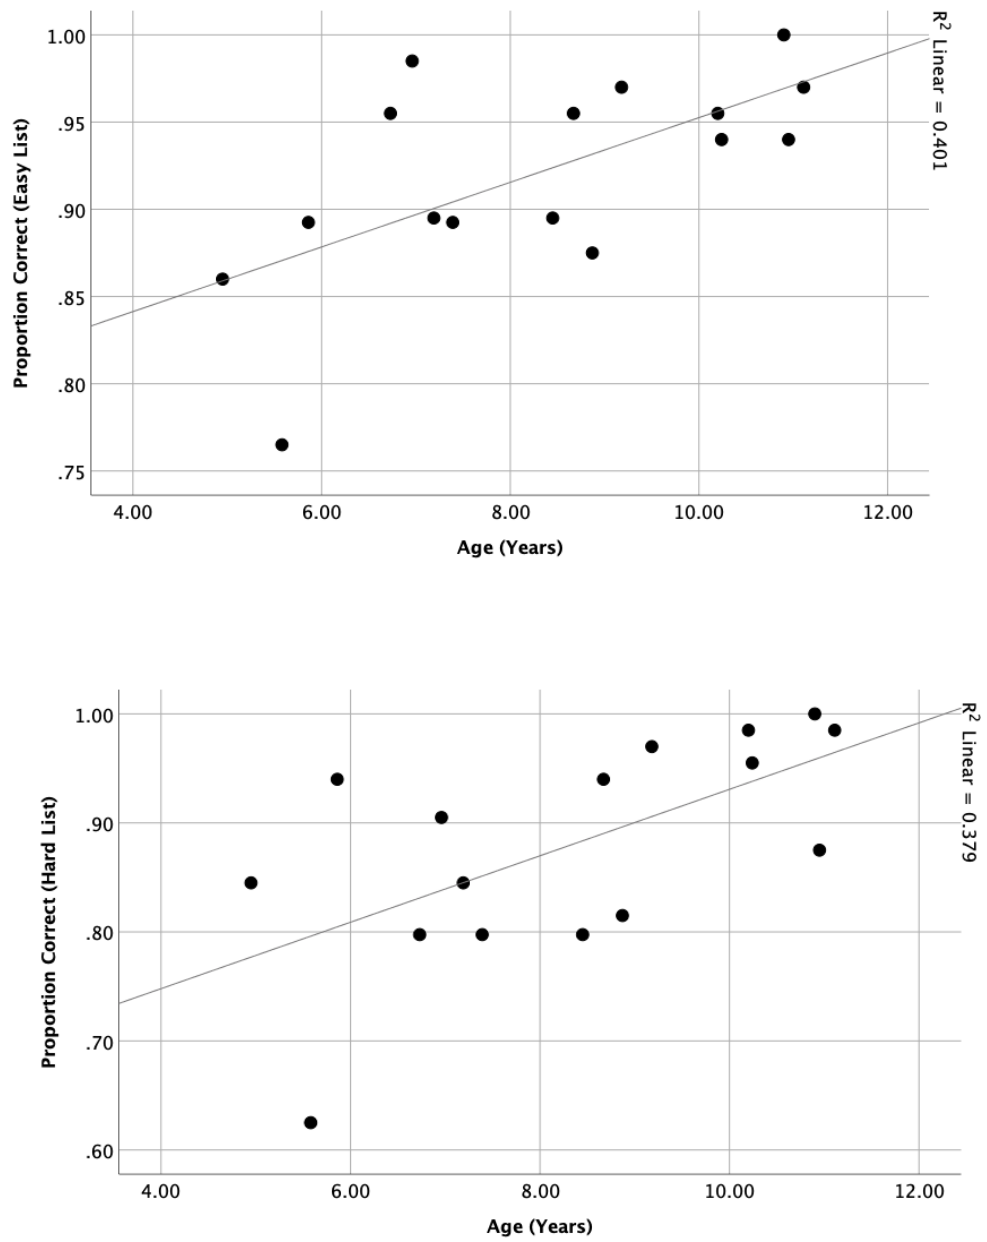 1.00
.95
.90
.85
.80
.75
Proportion Correct (Easy List)
4.00 6.00 8.00 10.00 12.00
Age (Years)
R² Linear = 0.401
1.00
.90
.80
.70
.60
Proportion Correct (Hard List)
4.00 6.00 8.00 10.00 12.00
Age (Years)
R² Linear = 0.379